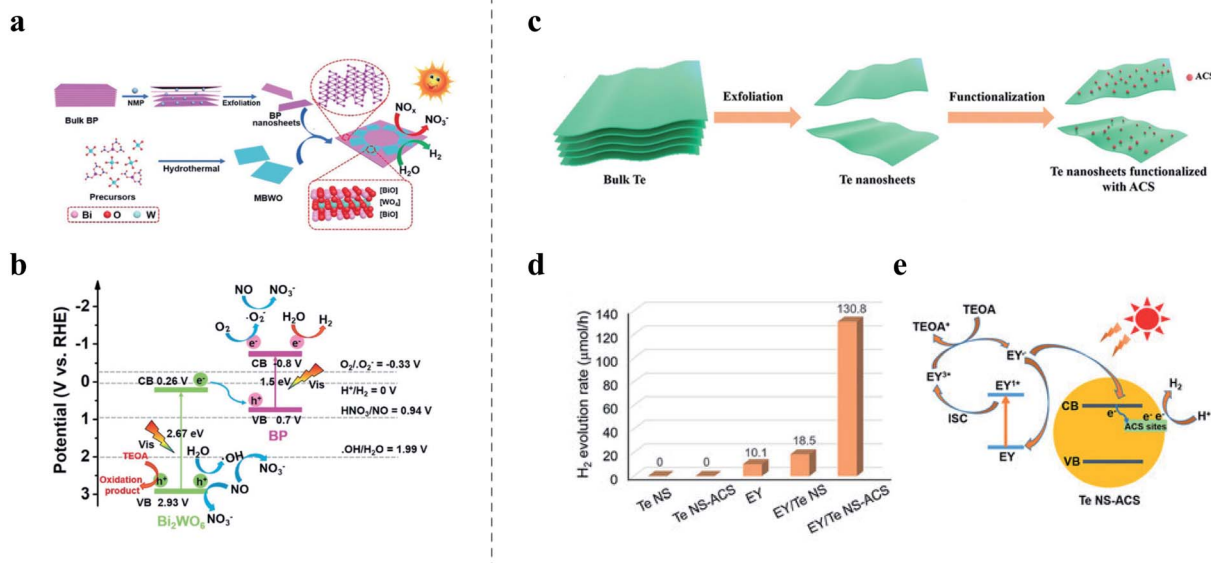 a
Bulk BP
NMP
Exfoliation
BP
nanosheets
NOx
NO3-
H2
H2O
Precursors
Hydrothermal
MBWO
Bi O W
[BiO]
[WO4]
[BiO]
b
Potential (V vs. RHE)
-2
-1
0
1
2
3
NO
NO3-
·O2-
O2
H2O
H2
e-
e-
CB -0.8 V
O2/.O2- = -0.33 V
CB 0.26 V
e-
1.5 eV
Vis
H+/H2 = 0 V
h+
HNO3/NO = 0.94 V
VB 0.7 V
BP
2.67 eV
Vis
.OH/H2O = 1.99 V
TEOA
H2O
·OH
NO3-
Oxidation
product
h+
h+
NO
VB 2.93 V
NO3-
Bi2WO6
c
ACS
Exfoliation
Functionalization
Bulk Te
Te nanosheets
Te nanosheets functionalized
with ACS
d
H2 evolution rate (μmol/h)
140
120
100
80
60
40
20
0
0
0
10.1
18.5
130.8
Te NS
Te NS-ACS
EY
EY/Te NS
EY/Te NS-ACS
e
TEOA
TEOA+
EY-
EY3*
EY1*
ISC
EY
CB
e-
e- e-
ACS sites
H2
H+
VB
Te NS-ACS